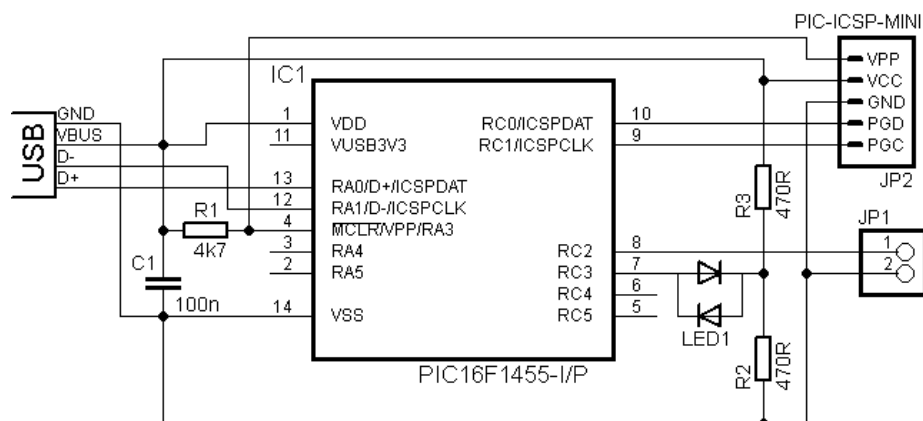 PIC-ICSP-MINI
VPP
VCC
GND
PGD
PGC
JP2
IC1
USB
GND
VBUS
D-
D+
1
VDD
11
VUSB3V3
13
RA0/D+/ICSPDAT
12
RA1/D-/ICSPCLK
4
MCLR/VPP/RA3
3
RA4
2
RA5
14
VSS
RC0/ICSPDAT
10
RC1/ICSPCLK
9
RC2
8
RC3
7
RC4
6
RC5
5
R1
4k7
C1
100n
R3
470R
LED1
R2
470R
JP1
1
2
PIC16F1455-I/P